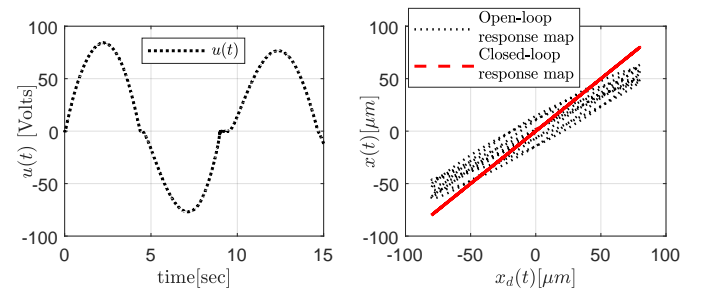 100
50
0
-50
-100
u(t) [Volts]
u(t)
0 5 10 15
time[sec]
100
50
0
-50
-100
x(t)[μm]
Open-loop
response map
Closed-loop
response map
-100 -50 0 50 100
x_d(t)[μm]